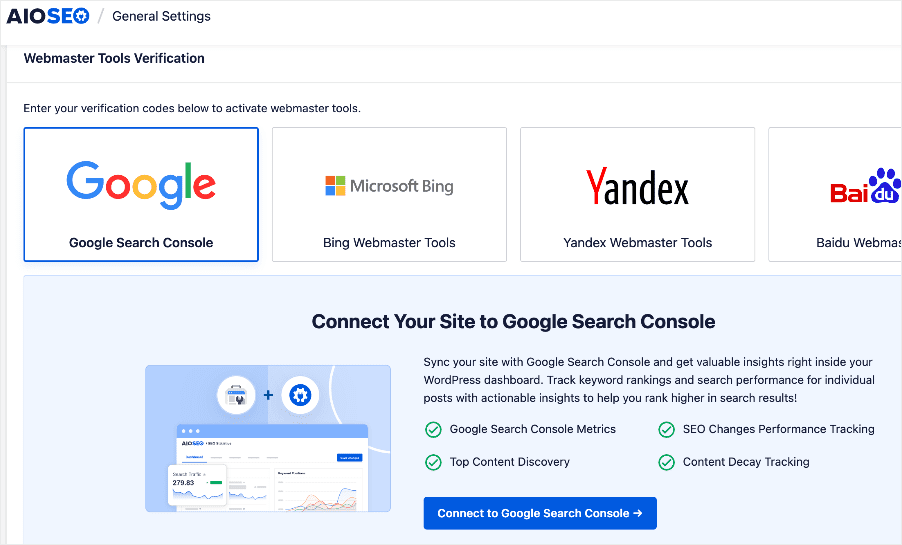 AIOSEO / General Settings
Webmaster Tools Verification
Enter your verification codes below to activate webmaster tools.
Google
Google Search Console
Microsoft Bing
Bing Webmaster Tools
Yandex
Yandex Webmaster Tools
Bai du
Baidu Webmas
Connect Your Site to Google Search Console
Sync your site with Google Search Console and get valuable insights right inside your
WordPress dashboard. Track keyword rankings and search performance for individual
posts with actionable insights to help you rank higher in search results!
Google Search Console Metrics
SEO Changes Performance Tracking
Top Content Discovery
Content Decay Tracking
Connect to Google Search Console →
+
AIOSEO
Search Traffic
279.83